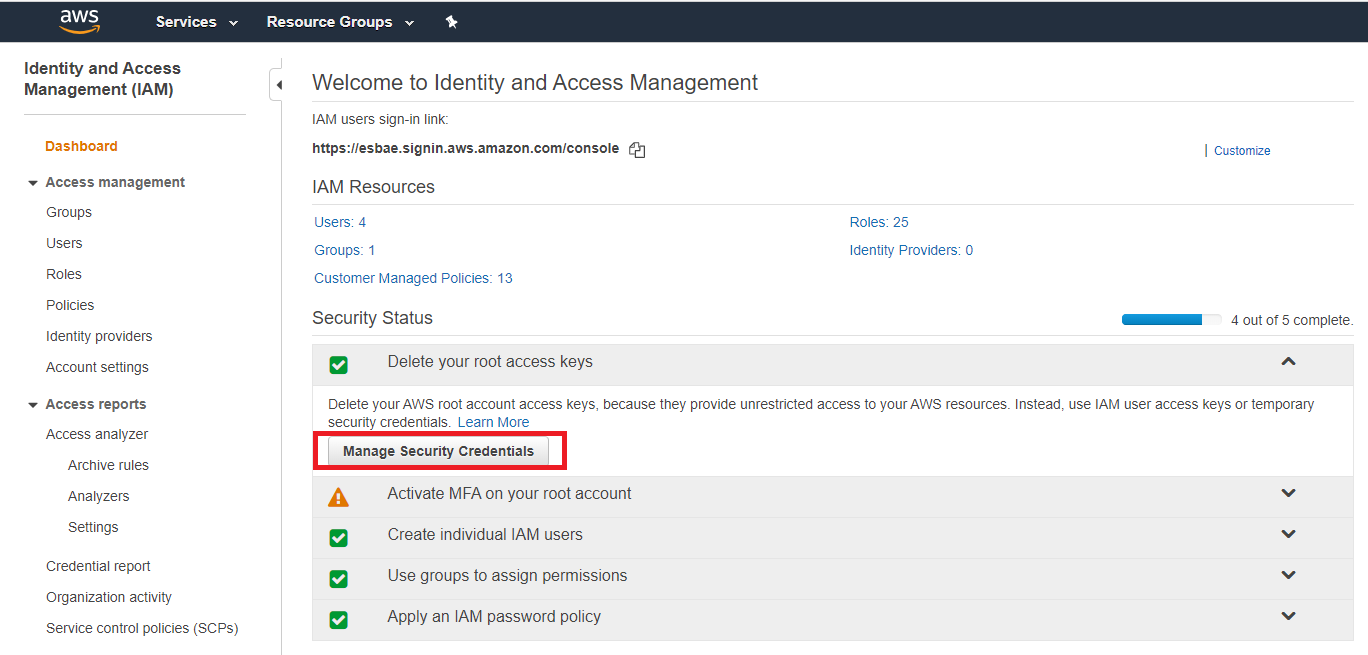 aws
Services
Resource Groups
Identity and Access
Management (IAM)
Dashboard
Access management
Groups
Users
Roles
Policies
Identity providers
Account settings
Access reports
Access analyzer
Archive rules
Analyzers
Settings
Credential report
Organization activity
Service control policies (SCPs)
Welcome to Identity and Access Management
IAM users sign-in link:
https://esbae.signin.aws.amazon.com/console
| Customize
IAM Resources
Users: 4
Roles: 25
Groups: 1
Identity Providers: 0
Customer Managed Policies: 13
Security Status
4 out of 5 complete.
Delete your root access keys
Delete your AWS root account access keys, because they provide unrestricted access to your AWS resources. Instead, use IAM user access keys or temporary
security credentials. Learn More
Manage Security Credentials
Activate MFA on your root account
Create individual IAM users
Use groups to assign permissions
Apply an IAM password policy